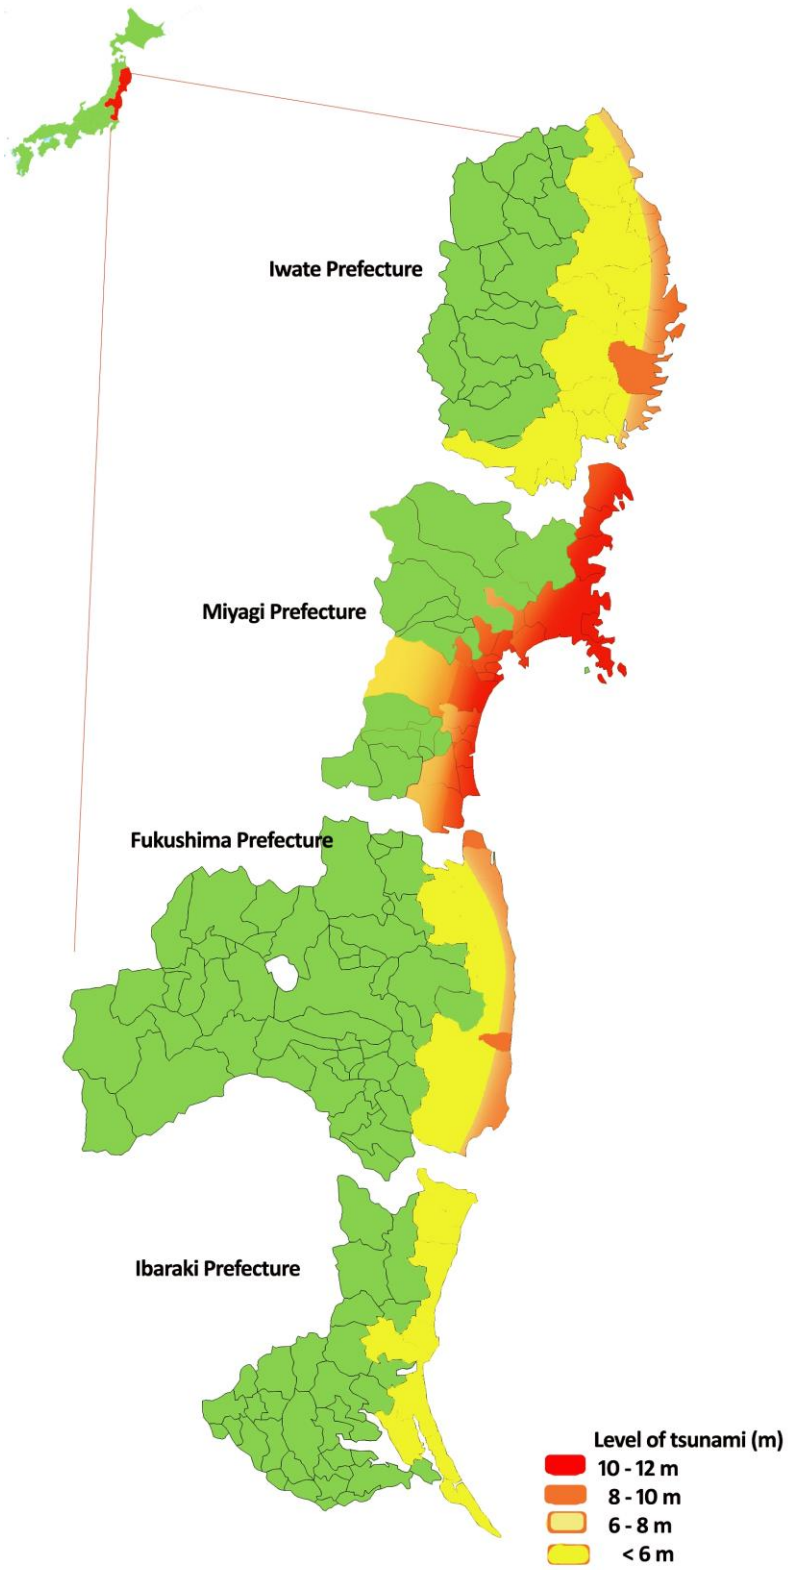 Iwate Prefecture
Miyagi Prefecture
Fukushima Prefecture
Ibaraki Prefecture
Level of tsunami (m)
10 - 12 m
8 - 10 m
6 - 8 m
< 6 m